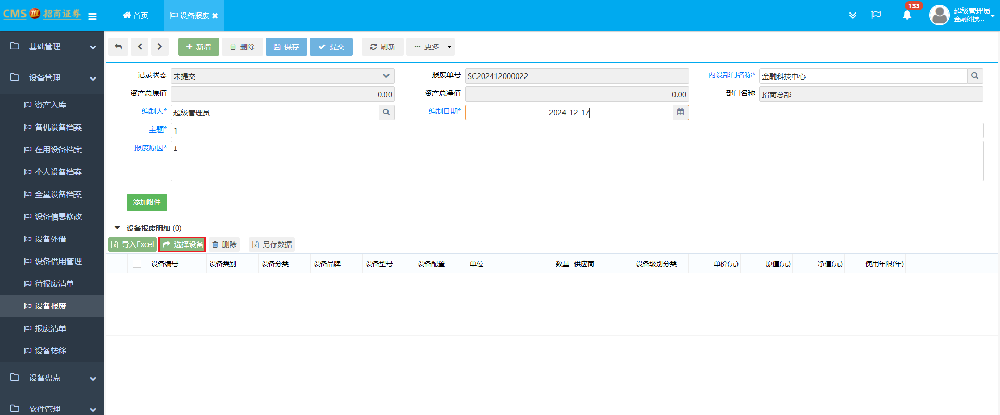 CMS 招商证券
首页
设备报废
133
超级管理员
金融科技...
基础管理
设备管理
资产入库
备机设备档案
在用设备档案
个人设备档案
全量设备档案
设备信息修改
设备外借
设备借用管理
待报废清单
设备报废
报废清单
设备转移
设备盘点
软件管理
新增 删除 保存 提交 刷新 更多
记录状态 未提交 报废单号 SC202412000022 内设部门名称* 金融科技中心
资产总原值 0.00 资产总净值 0.00 部门名称 招商总部
编制人* 超级管理员 编制日期* 2024-12-17
主题* 1
报废原因* 1
添加附件
设备报废明细 (0)
导入Excel 选择设备 删除 另存数据
设备编号 设备类别 设备分类 设备品牌 设备型号 设备配置 单位 数量 供应商 设备级别分类 单价(元) 原值(元) 净值(元) 使用年限(年)